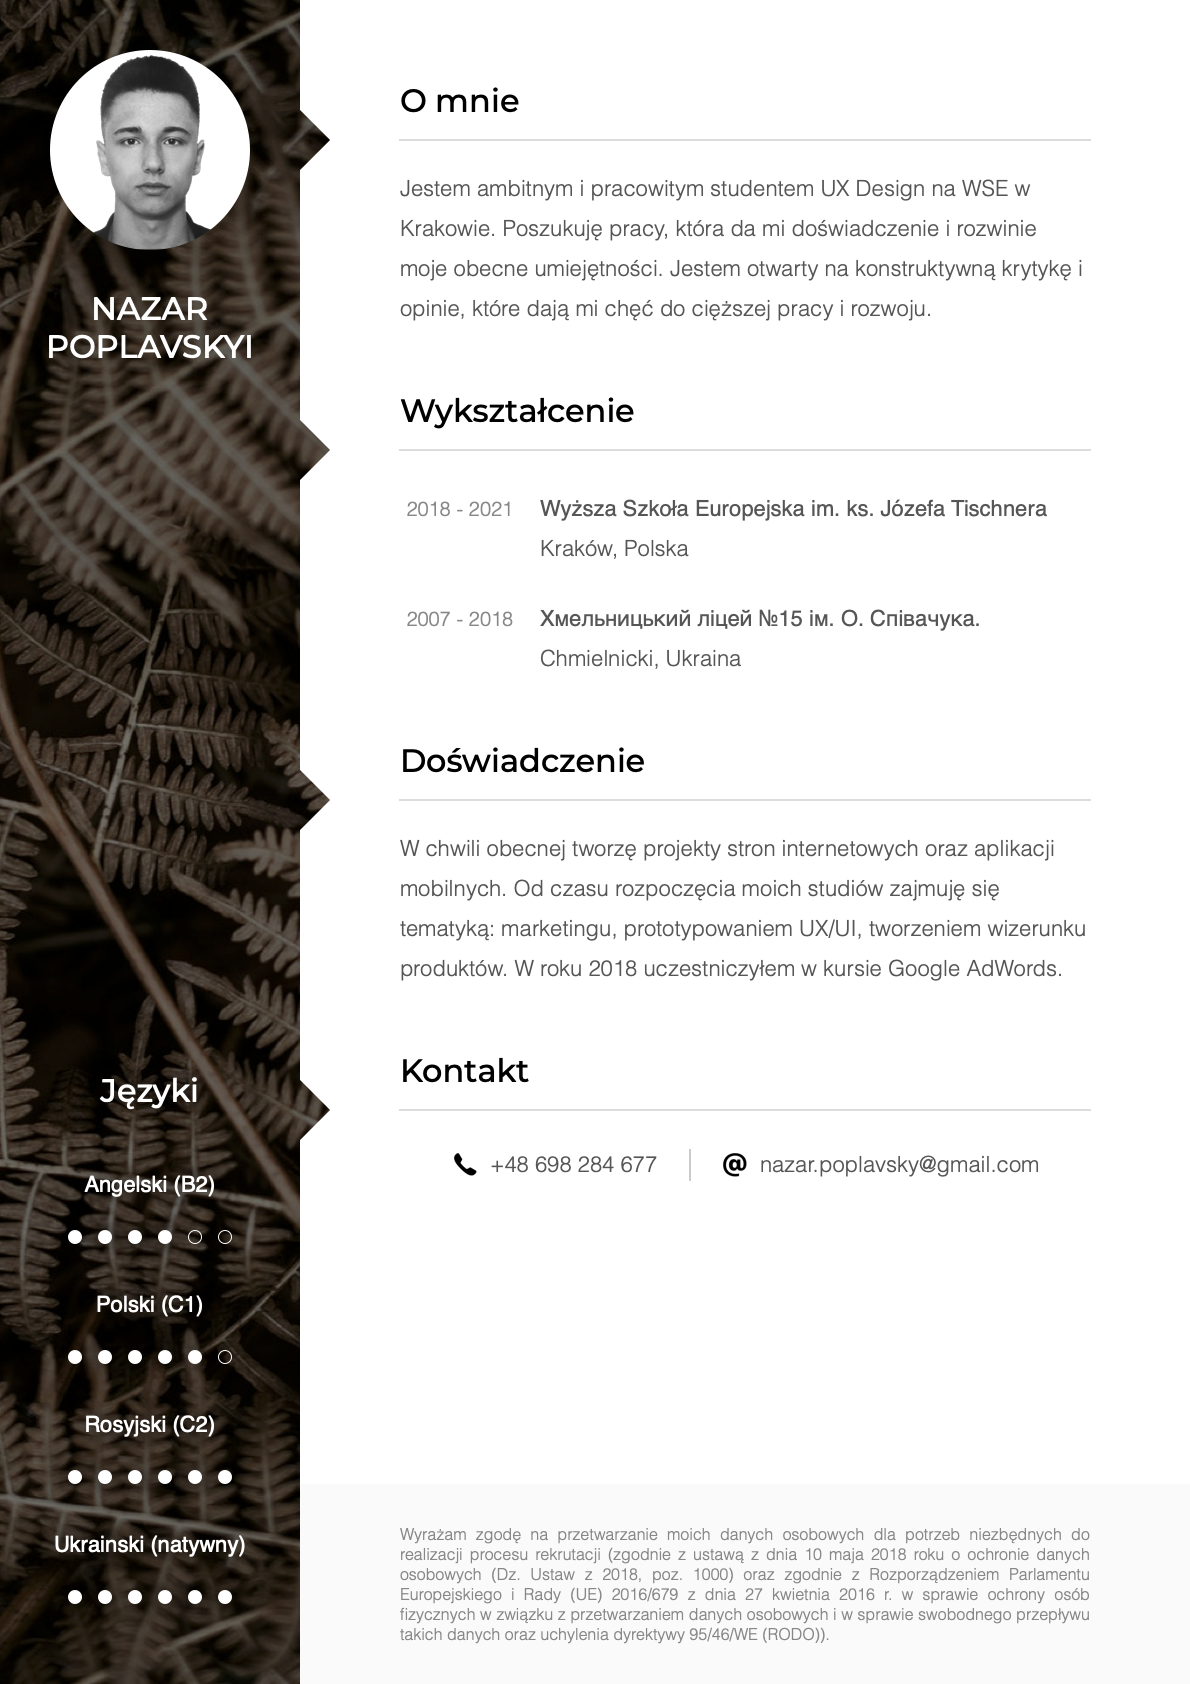 NAZAR
POPLAVSKYI
O mnie
Jestem ambitnym i pracowitym studentem UX Design na WSE w
Krakowie. Poszukuję pracy, która da mi doświadczenie i rozwinie
moje obecne umiejętności. Jestem otwarty na konstruktywną krytykę i
opinie, które dają mi chęć do cięższej pracy i rozwoju.
Wykształcenie
2018 - 2021 Wyższa Szkoła Europejska im. ks. Józefa Tischnera
Kraków, Polska
2007 - 2018 Хмельницький ліцей №15 ім. О. Співачука.
Chmielnicki, Ukraina
Doświadczenie
W chwili obecnej tworzę projekty stron internetowych oraz aplikacji
mobilnych. Od czasu rozpoczęcia moich studiów zajmuję się
tematyką: marketingu, prototypowaniem UX/UI, tworzeniem wizerunku
produktów. W roku 2018 uczestniczyłem w kursie Google AdWords.
Kontakt
+48 698 284 677 @ nazar.poplavsky@gmail.com
Języki
Angelski (B2)
Polski (C1)
Rosyjski (C2)
Ukrainski (natywny)
Wyrażam zgodę na przetwarzanie moich danych osobowych dla potrzeb niezbędnych do
realizacji procesu rekrutacji (zgodnie z ustawą z dnia 10 maja 2018 roku o ochronie danych
osobowych (Dz. Ustaw z 2018, poz. 1000) oraz zgodnie z Rozporządzeniem Parlamentu
Europejskiego i Rady (UE) 2016/679 z dnia 27 kwietnia 2016 r. w sprawie ochrony osób
fizycznych w związku z przetwarzaniem danych osobowych i w sprawie swobodnego przepływu
takich danych oraz uchylenia dyrektywy 95/46/WE (RODO)).